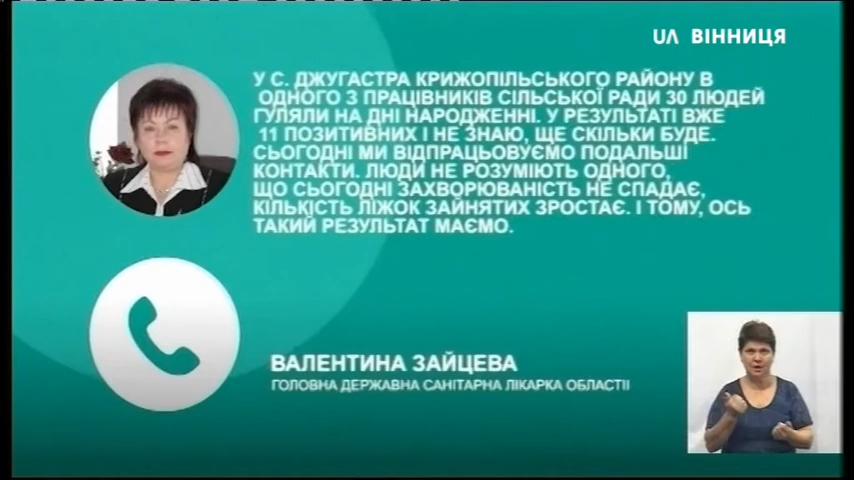 UA ВІННИЦЯ
У С. ДЖУГАСТРА КРИЖОПІЛЬСЬКОГО РАЙОНУ В
ОДНОГО З ПРАЦІВНИКІВ СІЛЬСЬКОЇ РАДИ 30 ЛЮДЕЙ
ГУЛЯЛИ НА ДНІ НАРОДЖЕННІ. У РЕЗУЛЬТАТІ ВЖЕ
11 ПОЗИТИВНИХ І НЕ ЗНАЮ, ЩЕ СКІЛЬКИ БУДЕ.
СЬОГОДНІ МИ ВІДПРАЦЬОВУЄМО ПОДАЛЬШІ
КОНТАКТИ. ЛЮДИ НЕ РОЗУМІЮТЬ ОДНОГО,
ЩО СЬОГОДНІ ЗАХВОРЮВАНІСТЬ НЕ СПАДАЄ,
КІЛЬКІСТЬ ЛІЖОК ЗАЙНЯТИХ ЗРОСТАЄ. І ТОМУ, ОСЬ
ТАКИЙ РЕЗУЛЬТАТ МАЄМО.
ВАЛЕНТИНА ЗАЙЦЕВА
ГОЛОВНА ДЕРЖАВНА САНІТАРНА ЛІКАРКА ОБЛАСТІІ